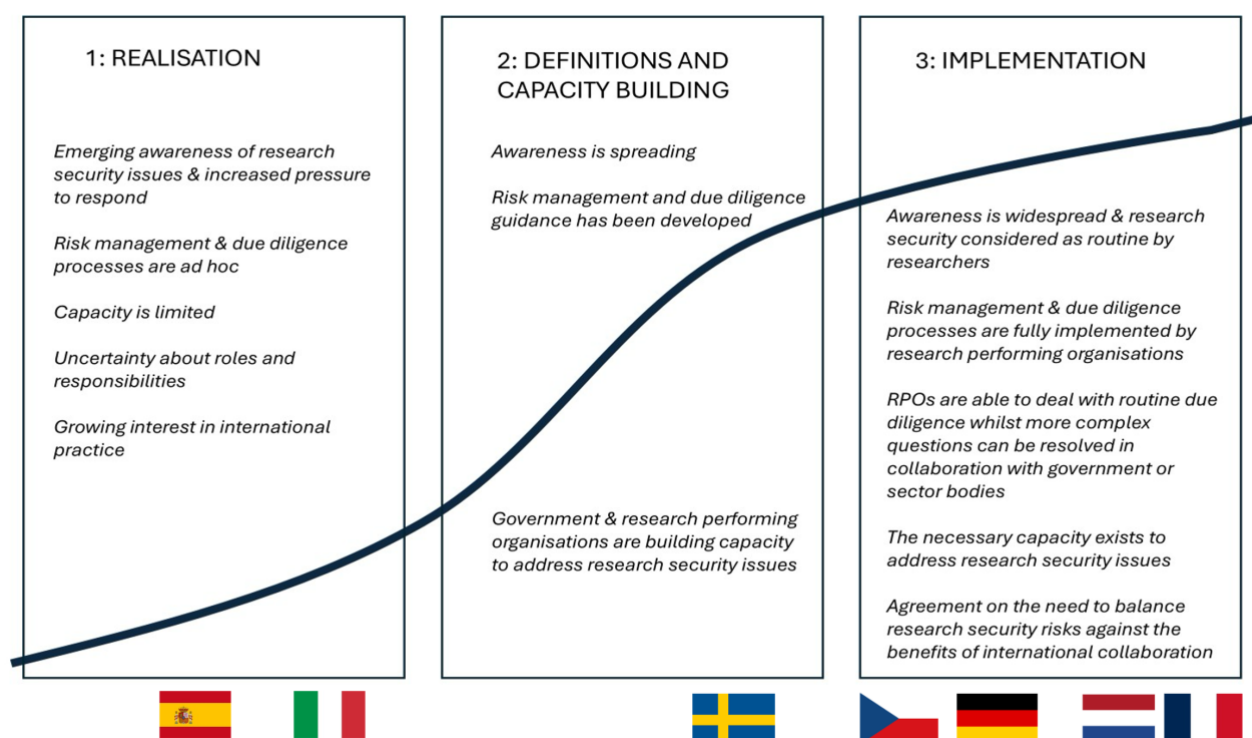 1: REALISATION
Emerging awareness of research
security issues & increased pressure
to respond
Risk management & due diligence
processes are ad hoc
Capacity is limited
Uncertainty about roles and
responsibilities
Growing interest in international
practice
2: DEFINITIONS AND
CAPACITY BUILDING
Awareness is spreading
Risk management and due diligence
guidance has been developed
Government & research performing
organisations are building capacity
to address research security issues
3: IMPLEMENTATION
Awareness is widespread & research
security considered as routine by
researchers
Risk management & due diligence
processes are fully implemented by
research performing organisations
RPOs are able to deal with routine due
diligence whilst more complex
questions can be resolved in
collaboration with government or
sector bodies
The necessary capacity exists to
address research security issues
Agreement on the need to balance
research security risks against the
benefits of international collaboration